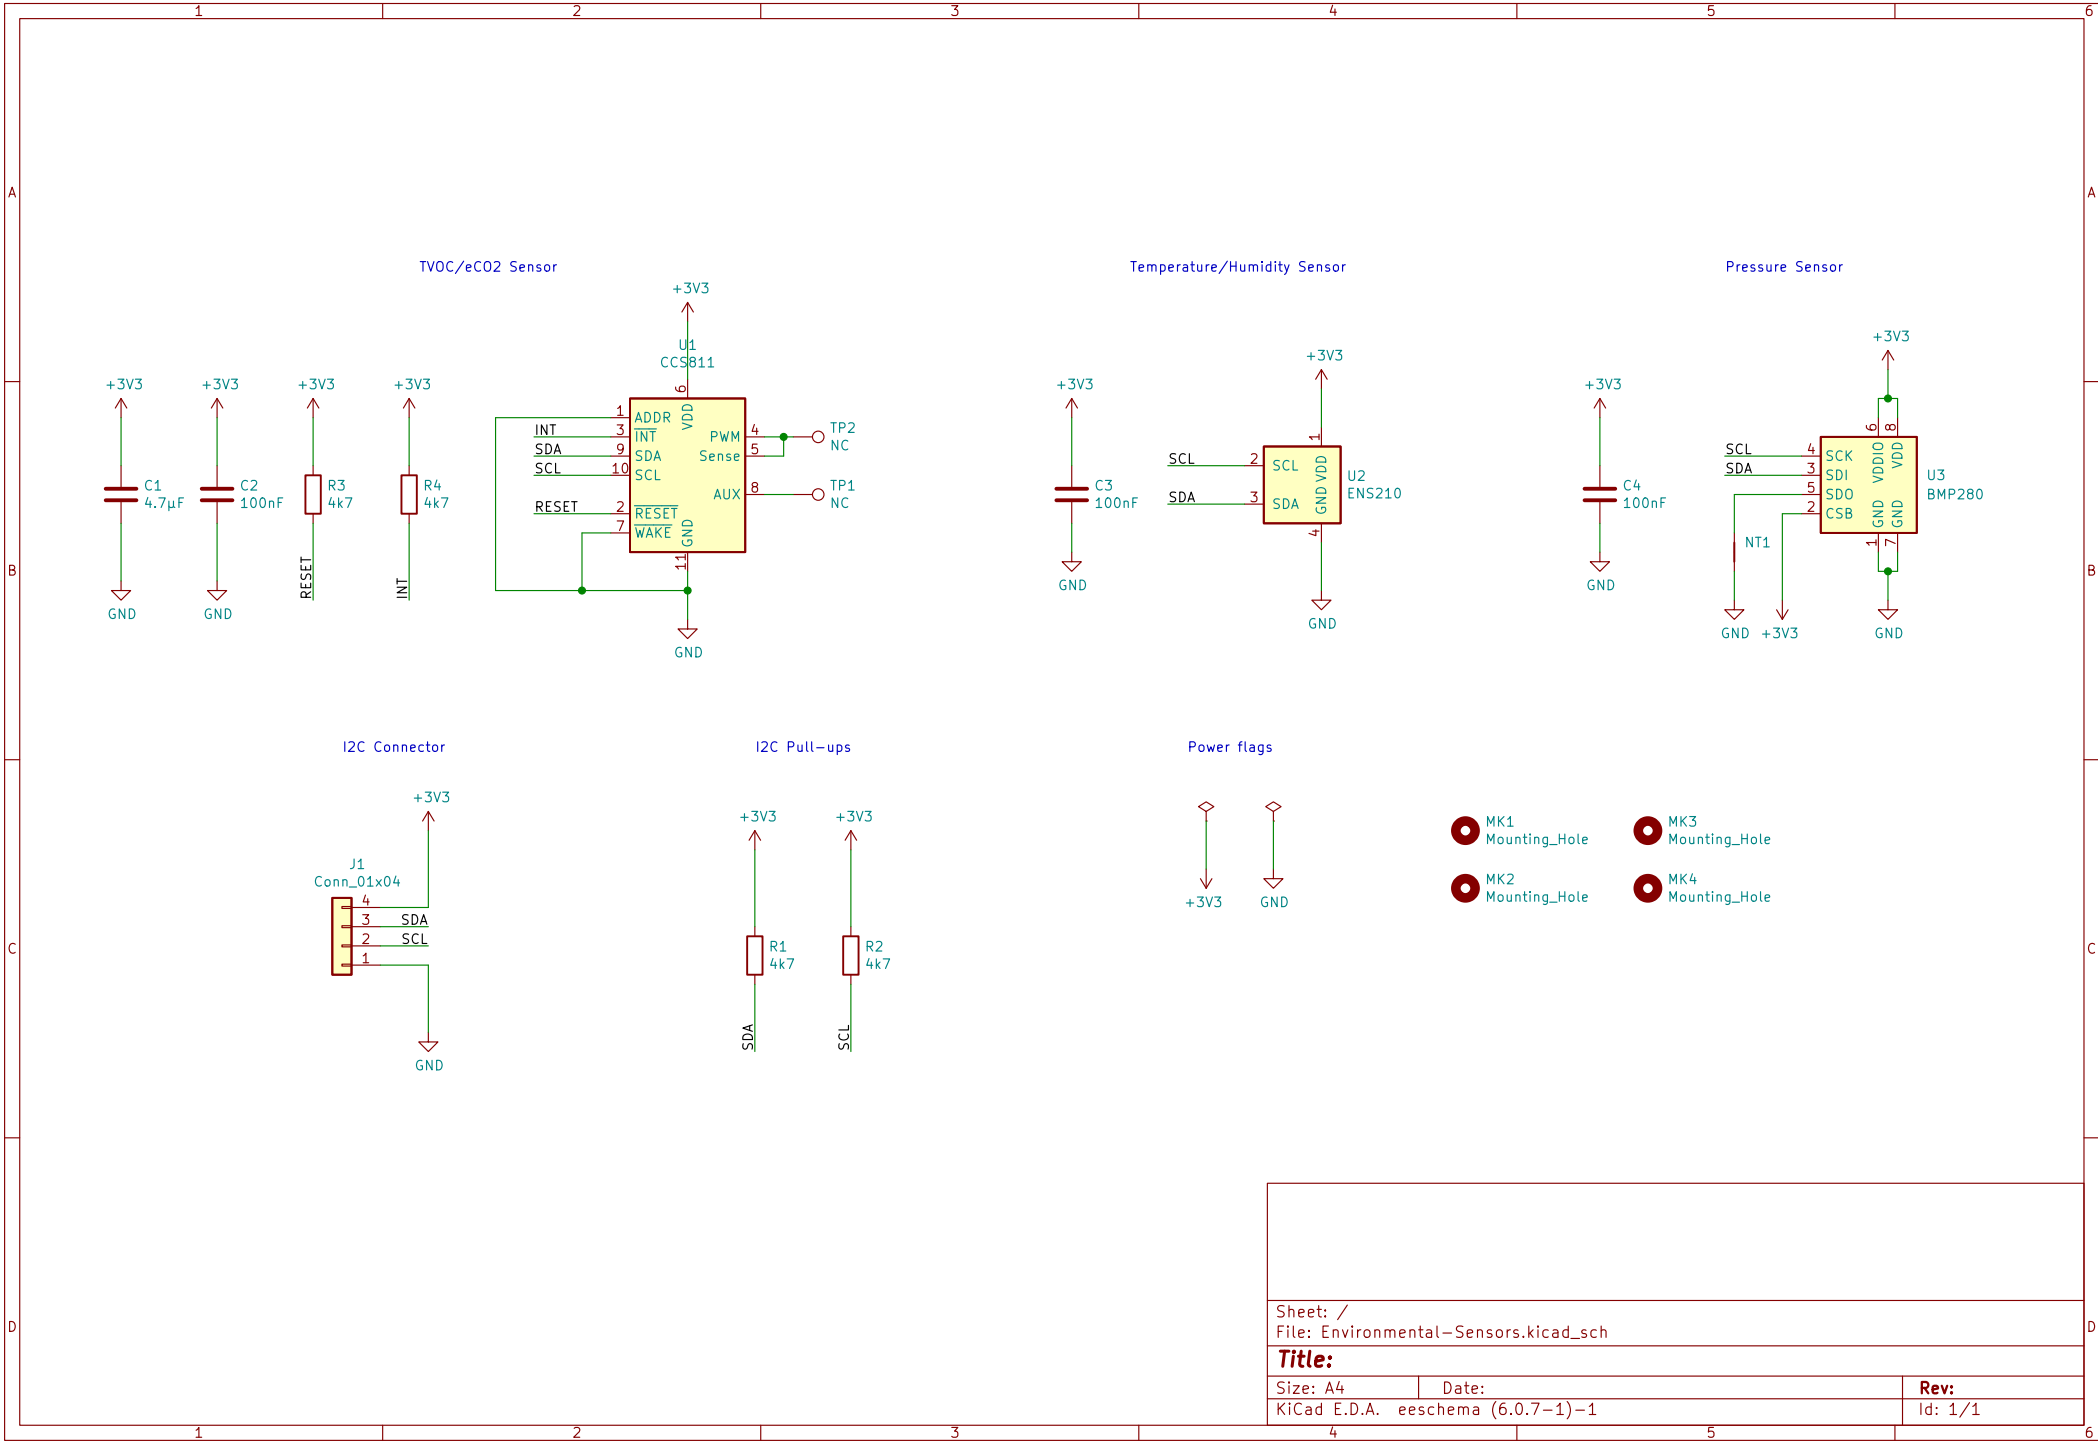 1 2 3 4 5 6
A A
TVOC/eCO2 Sensor
Temperature/Humidity Sensor
Pressure Sensor
+3V3
C1
4.7µF
GND
+3V3
C2
100nF
GND
+3V3
R3
4k7
RESET
+3V3
R4
4k7
INT
+3V3
U1
CCS811
6
VDD
1 ADDR
INT 3 INT
SDA 9 SDA
SCL 10 SCL
RESET 2 RESET
7 WAKE
PWM 4
Sense 5
AUX 8
GND
11
GND
TP2
NC
TP1
NC
+3V3
C3
100nF
GND
+3V3
1
VDD
SCL 2 SCL
SDA 3 SDA
GND
4
U2
ENS210
GND
+3V3
C4
100nF
GND
+3V3
6 8
VDDIO VDD
SCL 4 SCK
SDA 3 SDI
5 SDO
2 CSB
GND GND
1 7
U3
BMP280
NT1
GND +3V3
GND
B B
I2C Connector
I2C Pull-ups
Power flags
+3V3
J1
Conn_01x04
4
3 SDA
2 SCL
1
GND
+3V3
R1
4k7
SDA
+3V3
R2
4k7
SCL
+3V3
GND
MK1
Mounting_Hole
MK3
Mounting_Hole
MK2
Mounting_Hole
MK4
Mounting_Hole
C C
Sheet: /
File: Environmental-Sensors.kicad_sch
Title:
Size: A4 Date: Rev:
KiCad E.D.A. eeschema (6.0.7-1)-1 Id: 1/1
D D
1 2 3 4 5 6